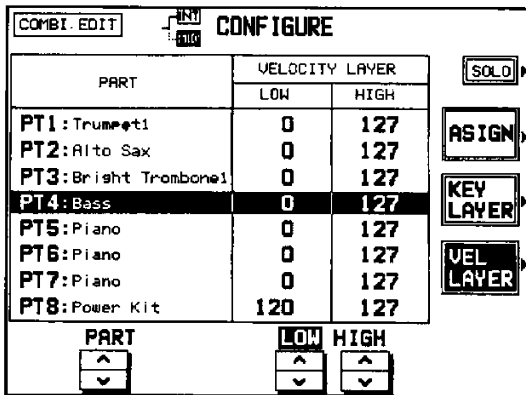 COMBI.EDIT INT CONFIGURE
PART VELOCITY LAYER
LOW HIGH
PT1:Trumpet1 0 127
PT2:Alto Sax 0 127
PT3:Bright Trombone1 0 127
PT4:Bass 0 127
PT5:Piano 0 127
PT6:Piano 0 127
PT7:Piano 0 127
PT8:Power Kit 120 127
PART LOW HIGH
SOLO
ASIGN
KEY LAYER
VEL LAYER